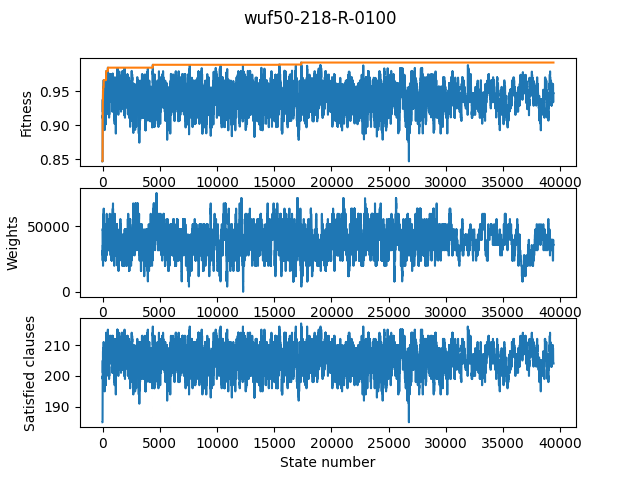 wuf50-218-R-0100
Fitness
0.95
0.90
0.85
0 5000 10000 15000 20000 25000 30000 35000 40000
Weights
50000
0
0 5000 10000 15000 20000 25000 30000 35000 40000
Satisfied clauses
210
200
190
0 5000 10000 15000 20000 25000 30000 35000 40000
State number